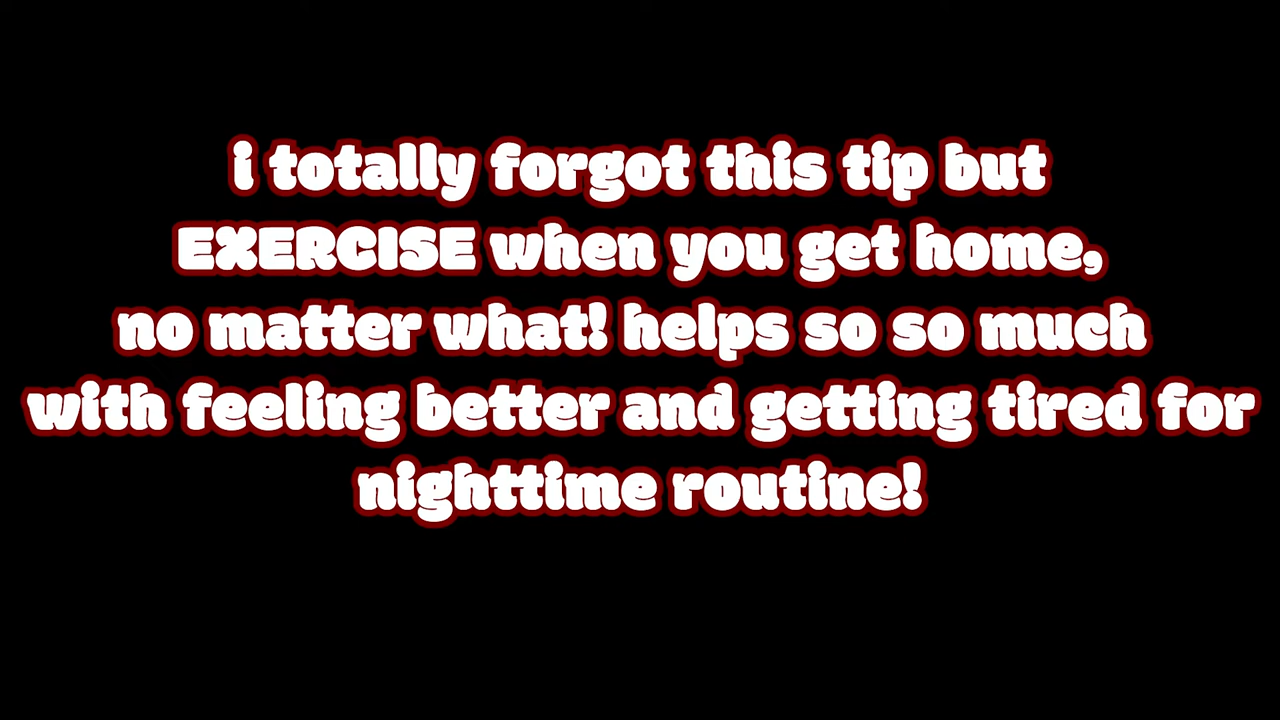 i totally forgot this tip but
EXERCISE when you get home,
no matter what! helps so so much
with feeling better and getting tired for
nighttime routine!